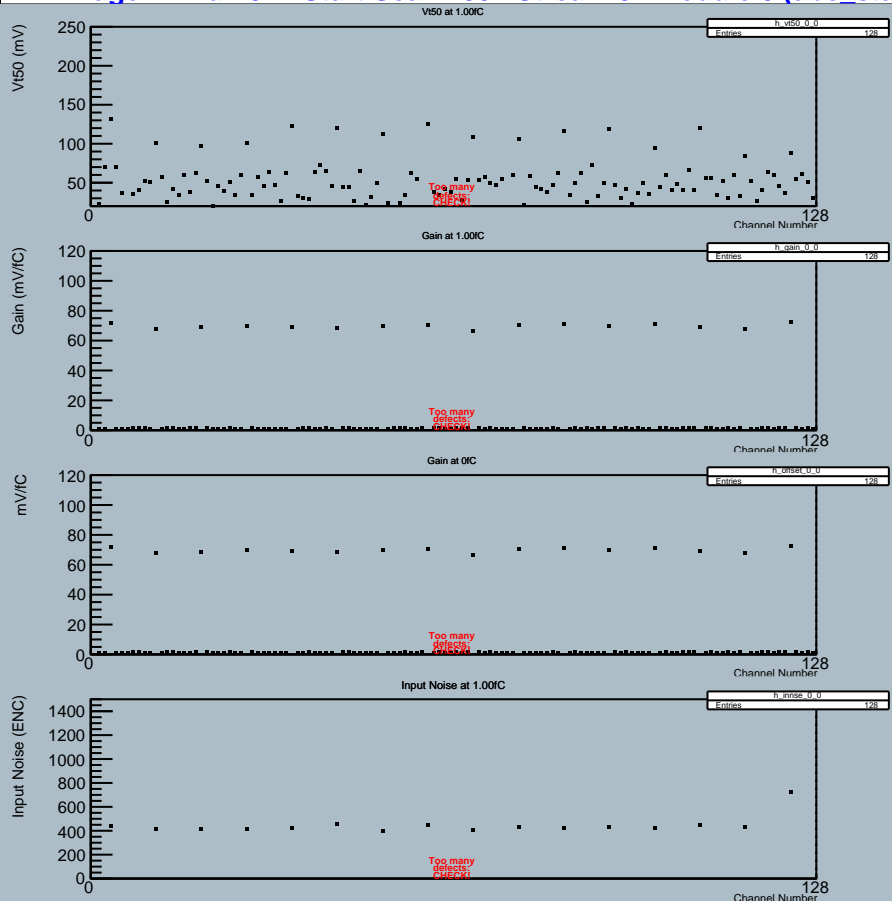 Vt50 at 1.00fC
h_vt50_0_0
Entries 128
Vt50 (mV)
250
200
150
100
50
Too many
defects:
CHECK!
0
128
Channel Number
Gain at 1.00fC
h_gain_0_0
Entries 128
Gain (mV/fC)
120
100
80
60
40
20
0
Too many
defects:
CHECK!
0
128
Channel Number
Gain at 0fC
h_offset_0_0
Entries 128
mV/fC
120
100
80
60
40
20
0
Too many
defects:
CHECK!
0
128
Channel Number
Input Noise at 1.00fC
h_innse_0_0
Entries 128
Input Noise (ENC)
1400
1200
1000
800
600
400
200
0
Too many
defects:
CHECK!
0
128
Channel Number